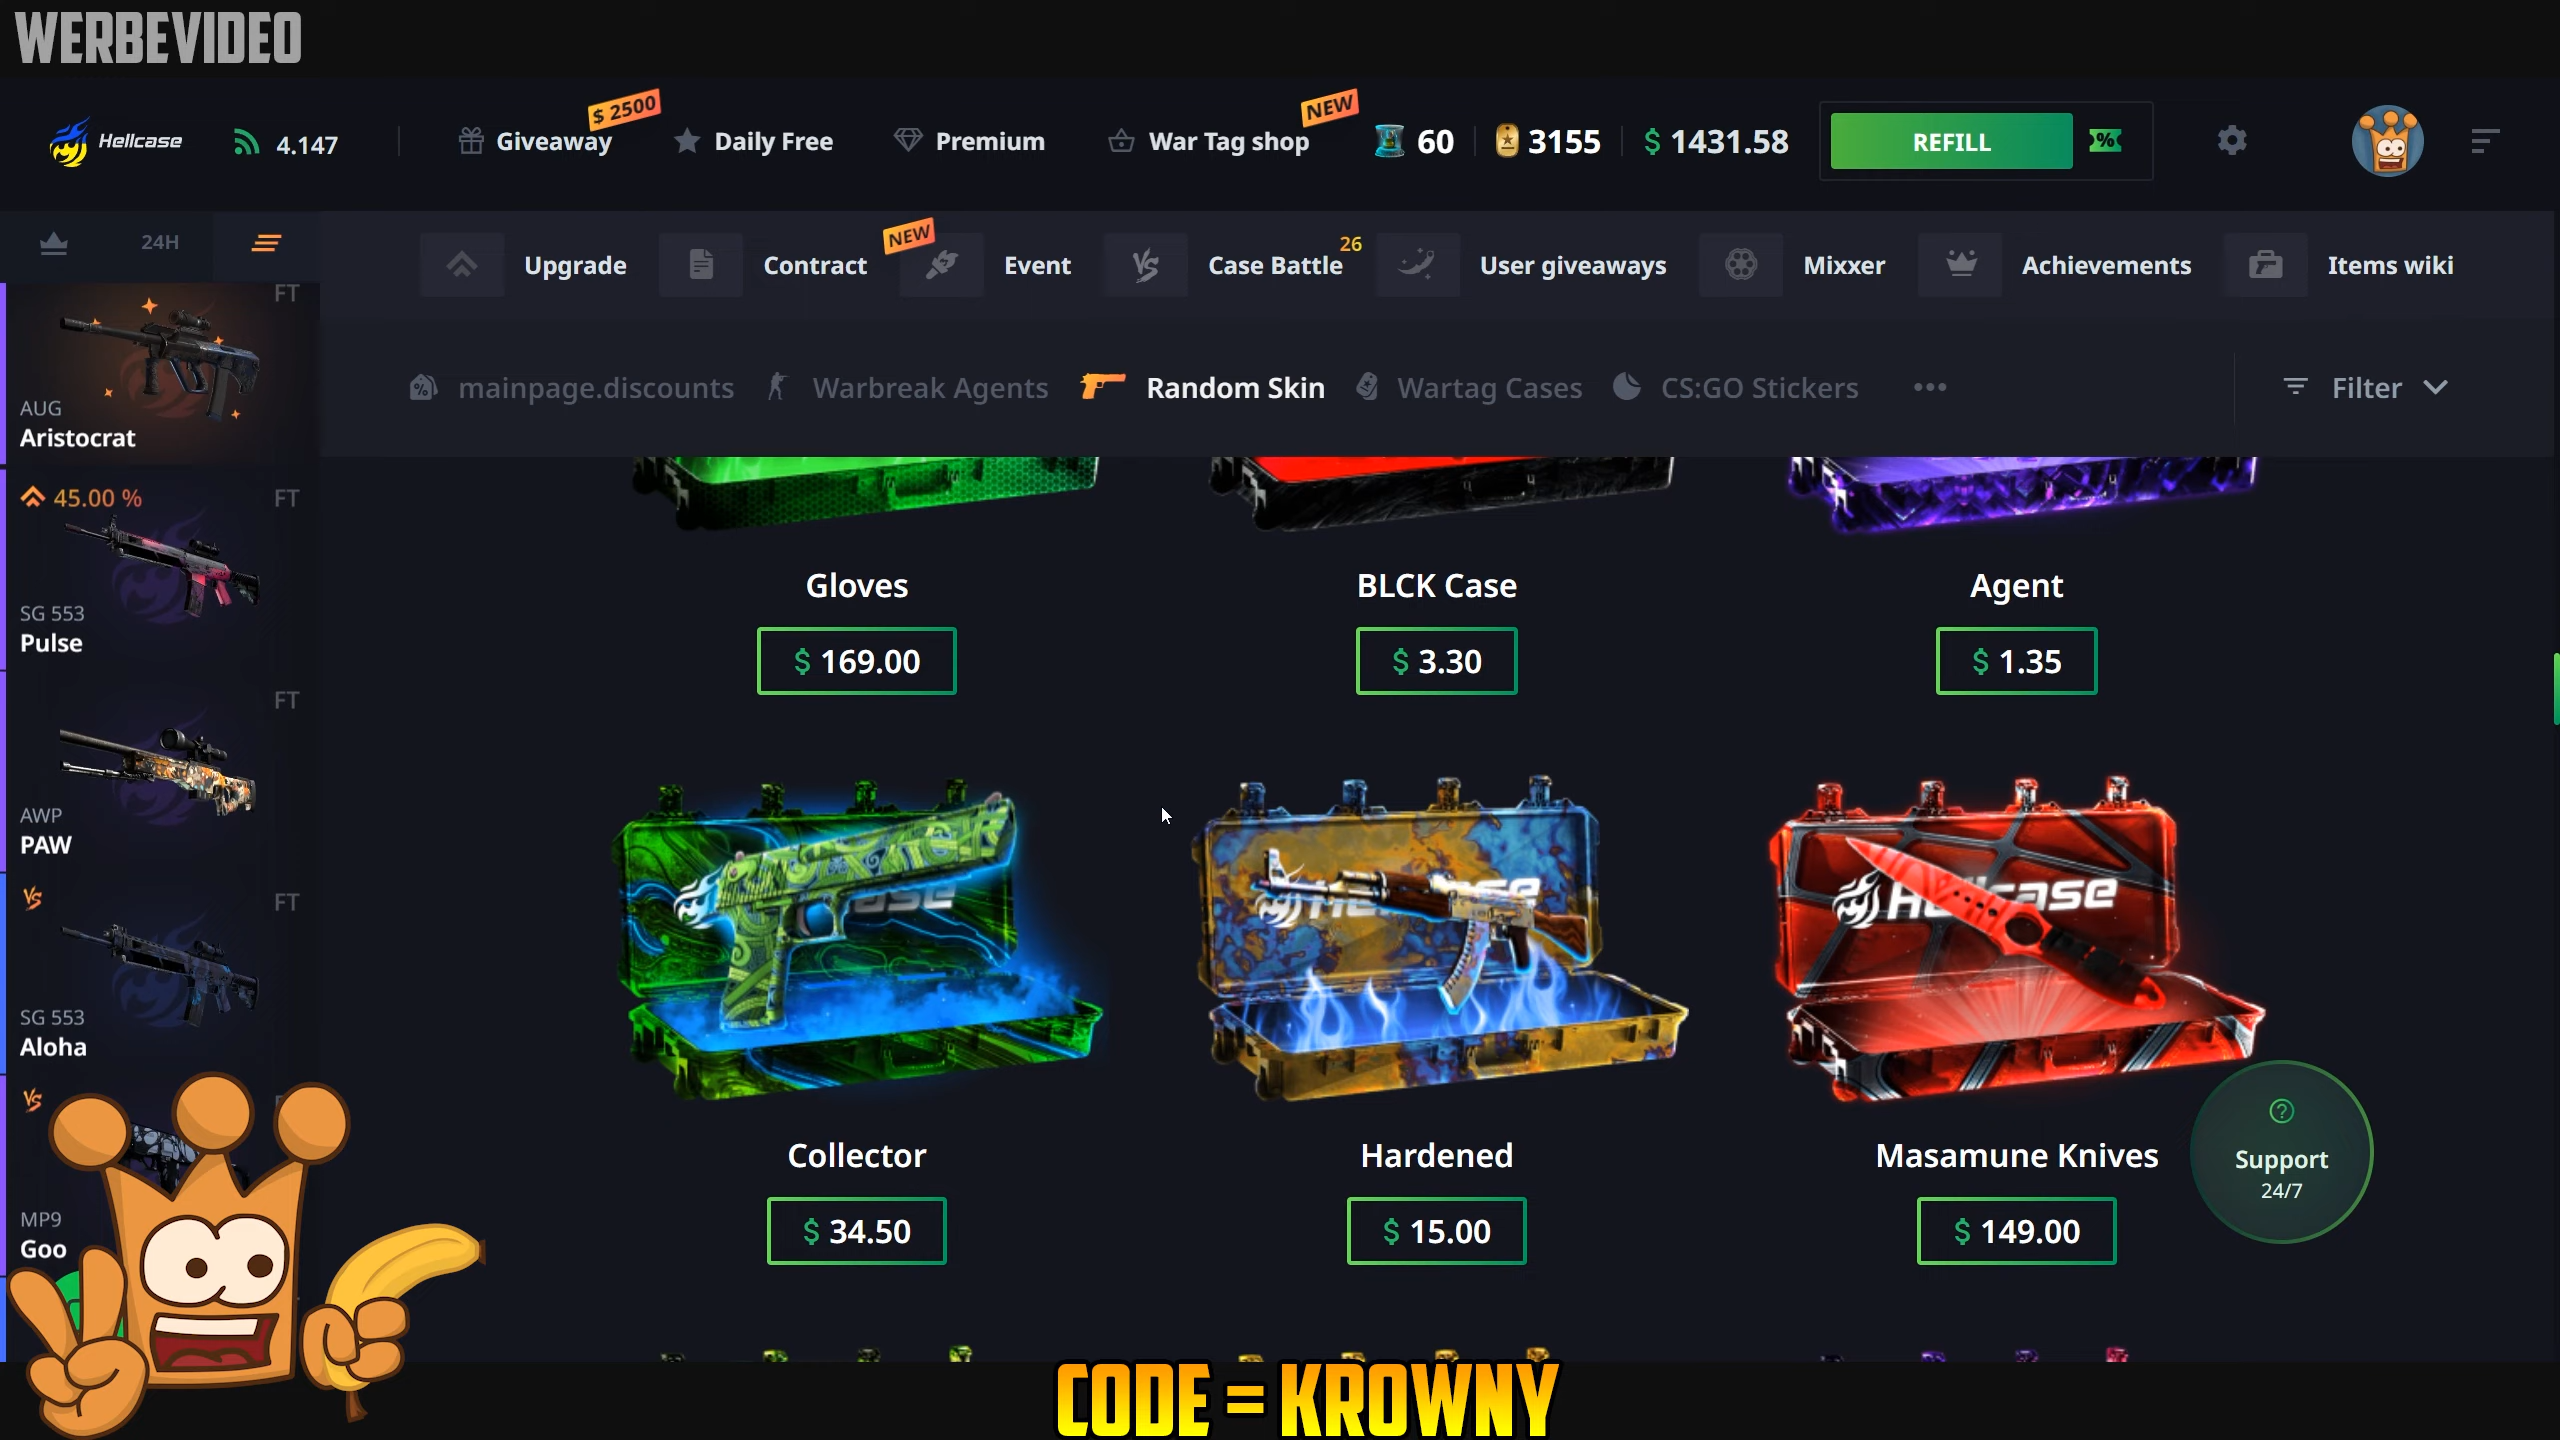 WERBEVIDEO
Hellcase
4.147
Giveaway
$ 2500
Daily Free
Premium
War Tag shop
NEW
60
3155
$ 1431.58
REFILL
%
24H
Upgrade
Contract
NEW
Event
VS
Case Battle
26
User giveaways
Mixxer
Achievements
Items wiki
mainpage.discounts
Warbreak Agents
Random Skin
Wartag Cases
CS:GO Stickers
Filter
FT
AUG
Aristocrat
45.00 %
FT
SG 553
Pulse
FT
AWP
PAW
VS
FT
SG 553
Aloha
VS
MP9
Goo
Gloves
$ 169.00
BLCK Case
$ 3.30
Agent
$ 1.35
Collector
$ 34.50
Hardened
$ 15.00
Hellcase
Masamune Knives
$ 149.00
?
Support
24/7
CODE = KROWNY